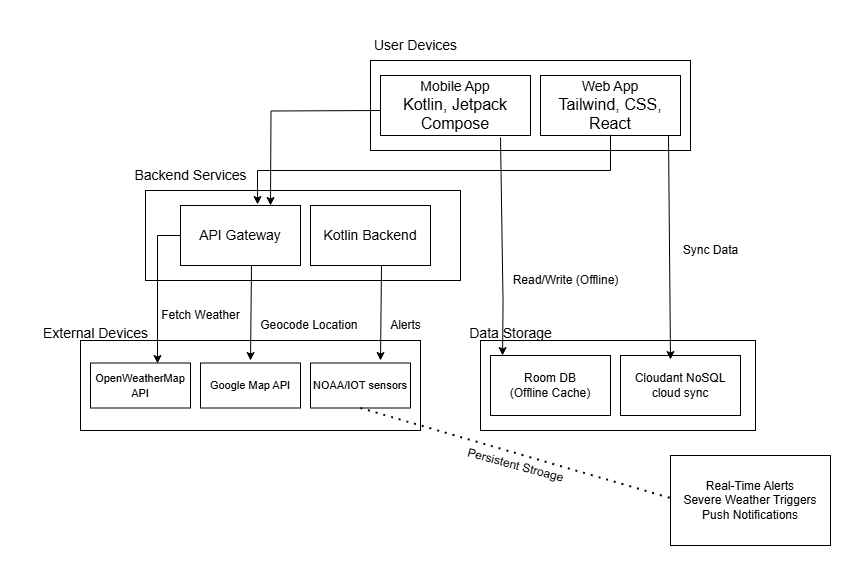 User Devices
Mobile App
Kotlin, Jetpack
Compose
Web App
Tailwind, CSS,
React
Backend Services
API Gateway
Kotlin Backend
Sync Data
Read/Write (Offline)
Fetch Weather
Geocode Location
Alerts
External Devices
Data Storage
OpenWeatherMap
API
Google Map API
NOAA/IOT sensors
Room DB
(Offline Cache)
Cloudant NoSQL
cloud sync
Persistent Stroage
Real-Time Alerts
Severe Weather Triggers
Push Notifications